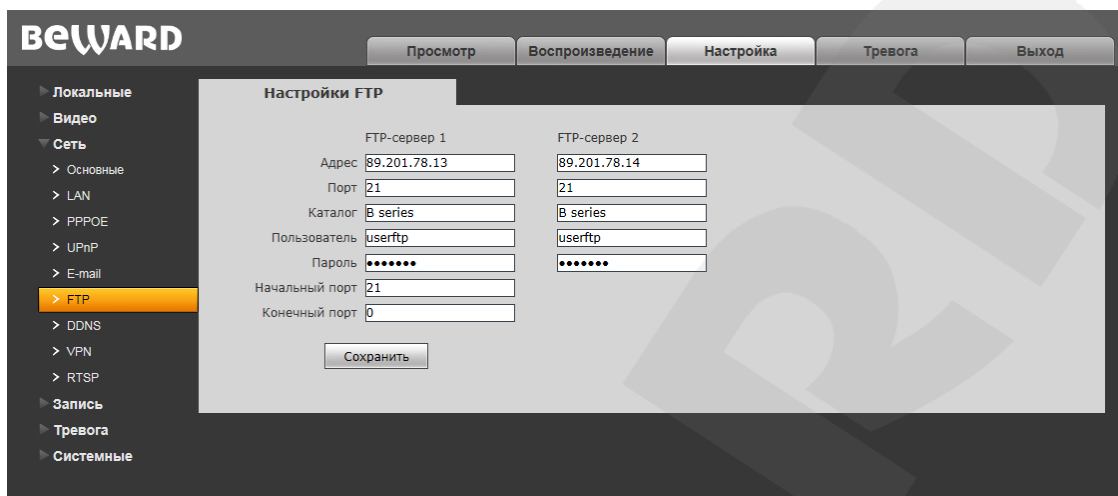 BEWARD
Просмотр Воспроизведение Настройка Тревога Выход
Локальные
Видео
Сеть
> Основные
> LAN
> PPPOE
> UPnP
> E-mail
> FTP
> DDNS
> VPN
> RTSP
Запись
Тревога
Системные
Настройки FTP
FTP-сервер 1 FTP-сервер 2
Адрес 89.201.78.13 89.201.78.14
Порт 21 21
Каталог B series B series
Пользователь userftp userftp
Пароль ●●●●●●● ●●●●●●●
Начальный порт 21
Конечный порт 0
Сохранить